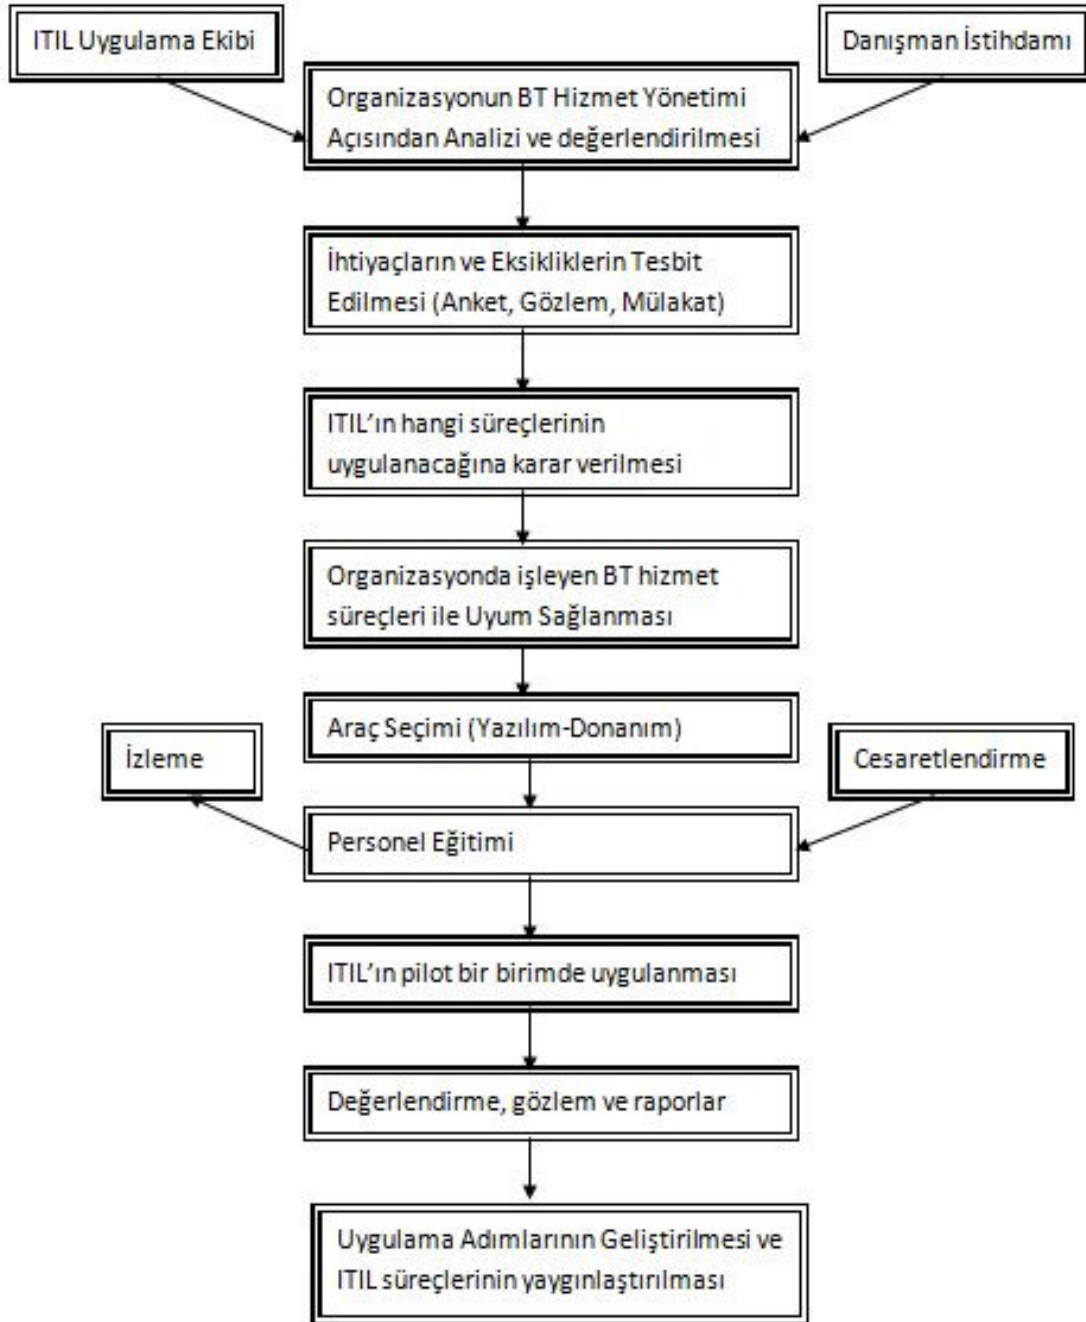 ITIL Uygulama Ekibi
Danışman İstihdamı
Organizasyonun BT Hizmet Yönetimi
Açısından Analizi ve değerlendirilmesi
İhtiyaçların ve Eksikliklerin Tesbit
Edilmesi (Anket, Gözlem, Mülakat)
ITIL’ın hangi süreçlerinin
uygulanacağına karar verilmesi
Organizasyonda işleyen BT hizmet
süreçleri ile Uyum Sağlanması
Araç Seçimi (Yazılım-Donanım)
İzleme
Cesaretlendirme
Personel Eğitimi
ITIL’ın pilot bir birimde uygulanması
Değerlendirme, gözlem ve raporlar
Uygulama Adımlarının Geliştirilmesi ve
ITIL süreçlerinin yaygınlaştırılması